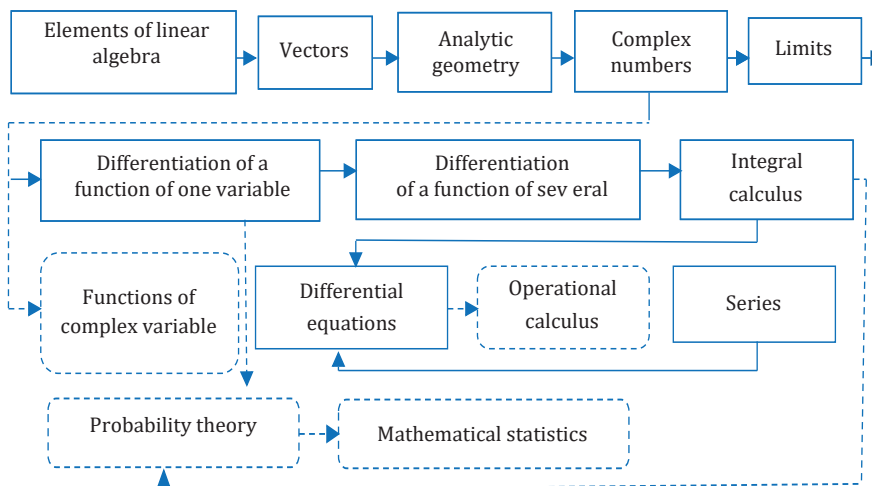 Elements of linear
algebra
Vectors
Analytic
geometry
Complex
numbers
Limits
Differentiation of a
function of one variable
Differentiation
of a function of sev eral
Integral
calculus
Functions of
complex variable
Differential
equations
Operational
calculus
Series
Probability theory
Mathematical statistics